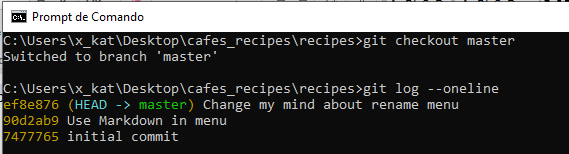 Prompt de Comando
C:\Users\x_kat\Desktop\cafes_recipes\recipes>git checkout master
Switched to branch 'master'
C:\Users\x_kat\Desktop\cafes_recipes\recipes>git log --oneline
ef8e876 (HEAD -> master) Change my mind about rename menu
90d2ab9 Use Markdown in menu
7477765 initial commit